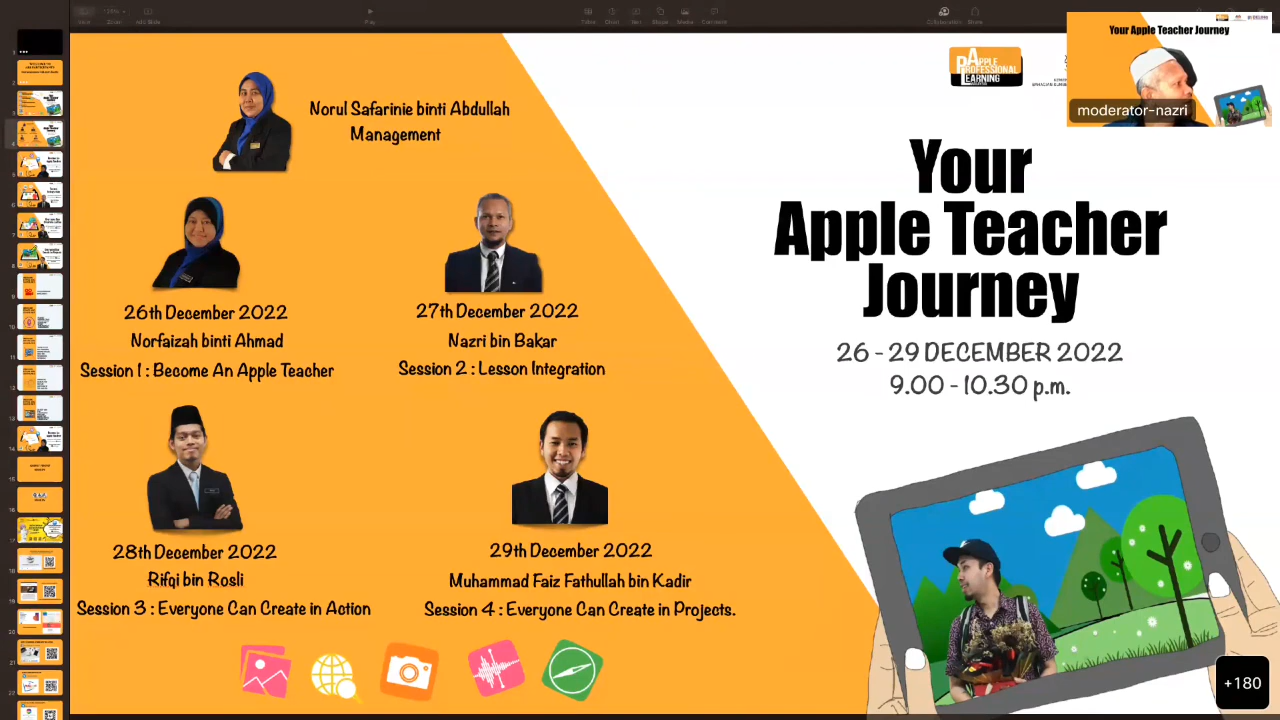 Norul Safarinie binti Abdullah
Management
26th December 2022
Norfaizah binti Ahmad
Session 1 : Become An Apple Teacher
27th December 2022
Nazri bin Bakar
Session 2 : Lesson Integration
28th December 2022
Rifqi bin Rosli
Session 3 : Everyone Can Create in Action
29th December 2022
Muhammad Faiz Fathullah bin Kadir
Session 4 : Everyone Can Create in Projects.
APPLE
PROFESSIONAL
LEARNING
Your
Apple Teacher
Journey
26 - 29 DECEMBER 2022
9.00 - 10.30 p.m.
Your Apple Teacher Journey
moderator-nazri
+180